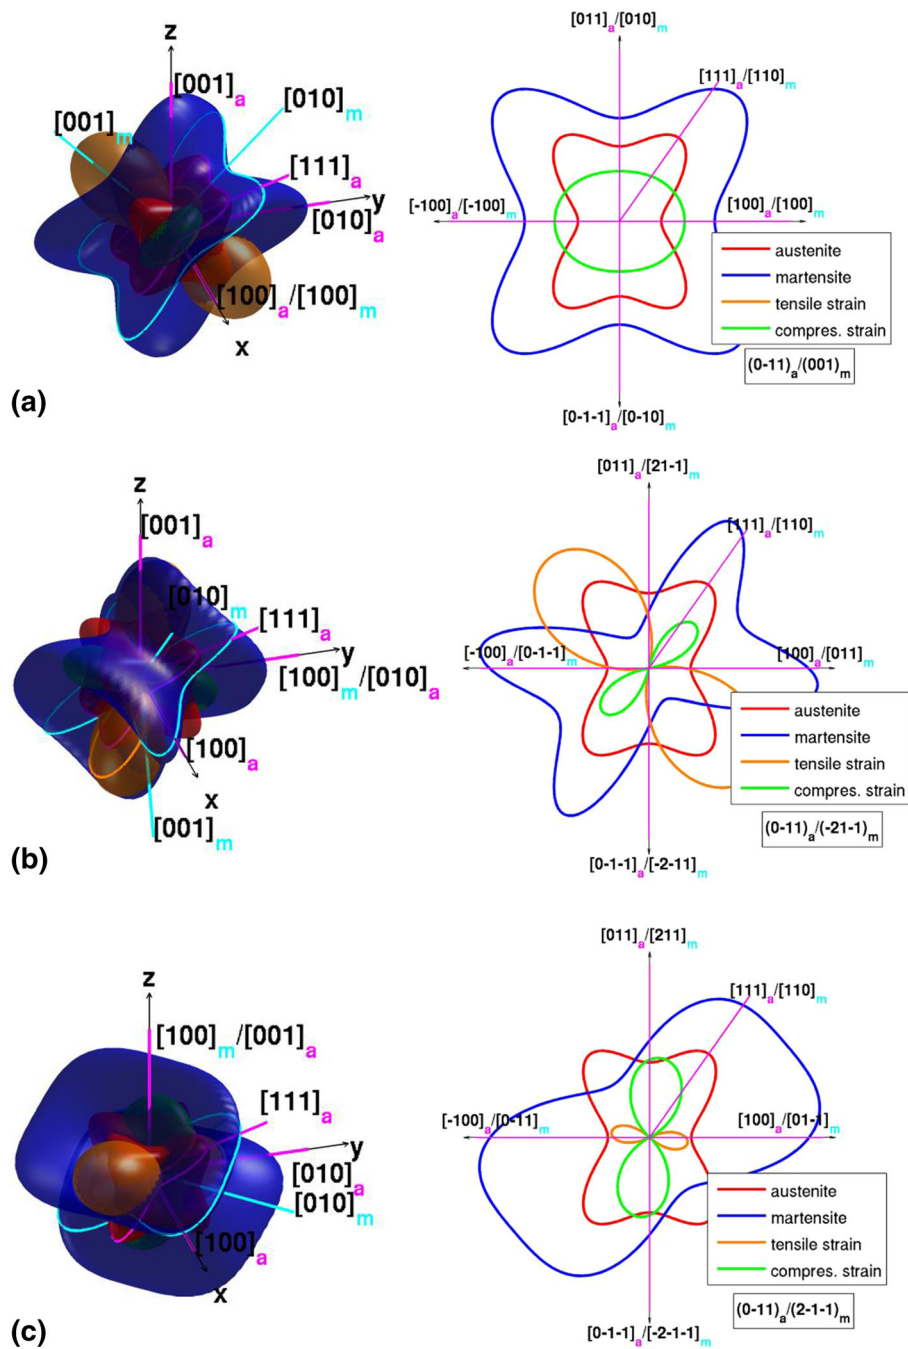 (a)
z
[001]a
[010]m
[001]m
[111]a
y
[010]a
[100]a/[100]m
x
[011]a/[010]m
[111]a/[110]m
[-100]a/[-100]m
[100]a/[100]m
austenite
martensite
tensile strain
compres. strain
(0-11)a/(001)m
[0-1-1]a/[0-10]m
(b)
z
[001]a
[010]m
[111]a
y
[100]m/[010]a
[100]a
x
[001]m
[011]a/[21-1]m
[111]a/[110]m
[-100]a/[0-1-1]m
[100]a/[011]m
austenite
martensite
tensile strain
compres. strain
(0-11)a/(-21-1)m
[0-1-1]a/[-2-11]m
(c)
z
[100]m/[001]a
[111]a
y
[010]a
[010]m
[100]a
x
[011]a/[211]m
[111]a/[110]m
[-100]a/[0-11]m
[100]a/[01-1]m
austenite
martensite
tensile strain
compres. strain
(0-11)a/(2-1-1)m
[0-1-1]a/[-2-1-1]m